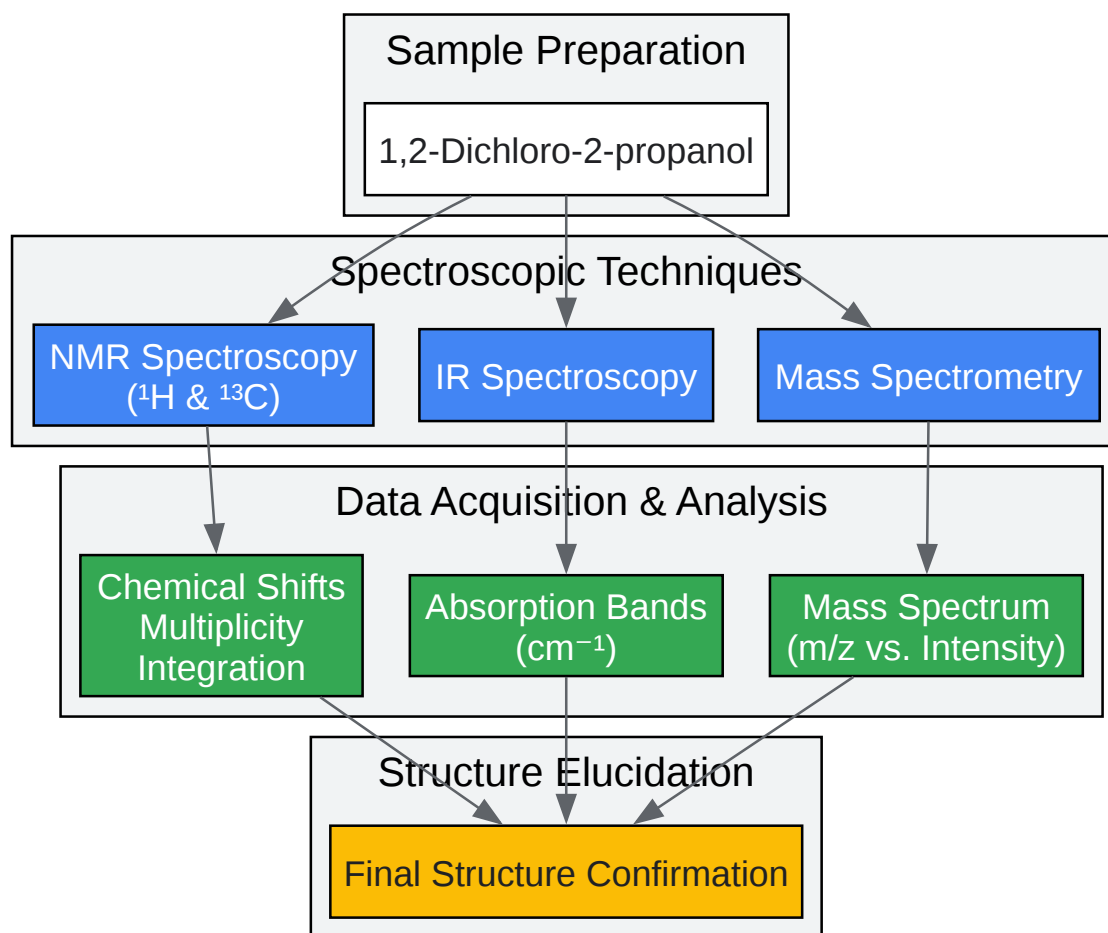 Sample Preparation
1,2-Dichloro-2-propanol
Spectroscopic Techniques
NMR Spectroscopy
(¹H & ¹³C)
IR Spectroscopy
Mass Spectrometry
Data Acquisition & Analysis
Chemical Shifts
Multiplicity
Integration
Absorption Bands
(cm⁻¹)
Mass Spectrum
(m/z vs. Intensity)
Structure Elucidation
Final Structure Confirmation